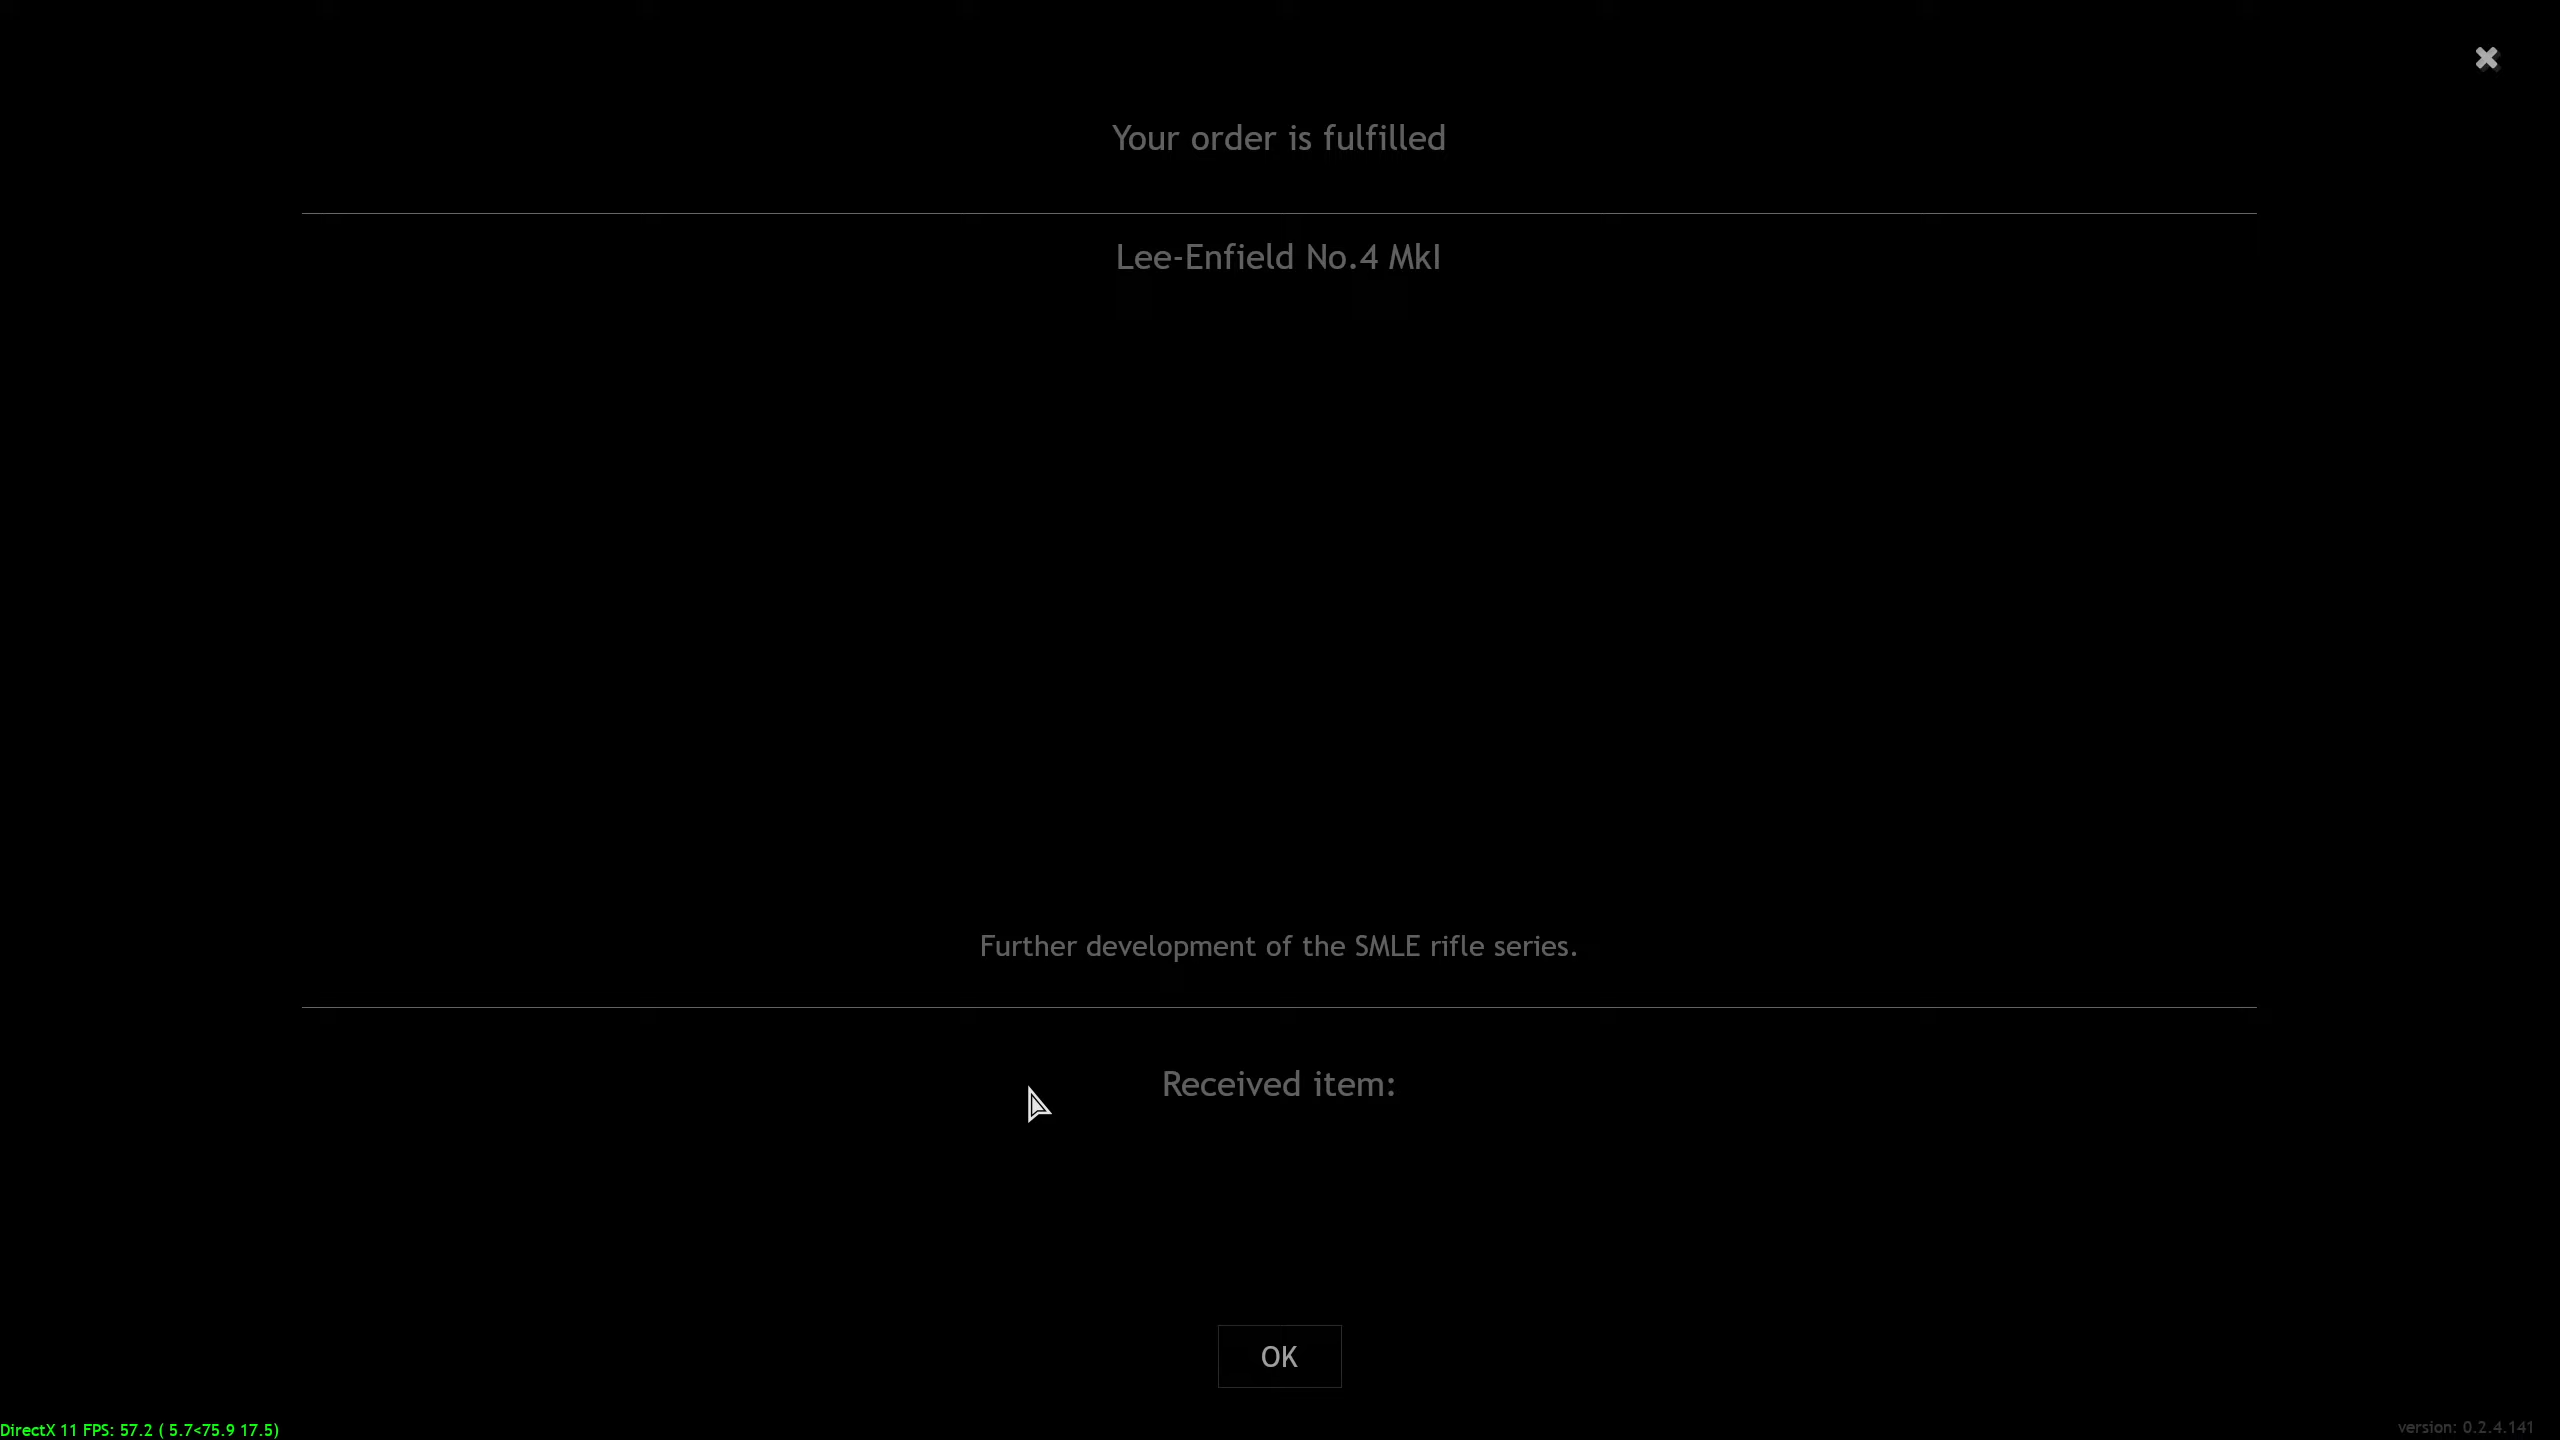 Your order is fulfilled
Lee-Enfield No.4 MkI
Further development of the SMLE rifle series.
Received item:
OK
DirectX 11 FPS: 57.2 ( 5.7<75.9 17.5)
version: 0.2.4.141